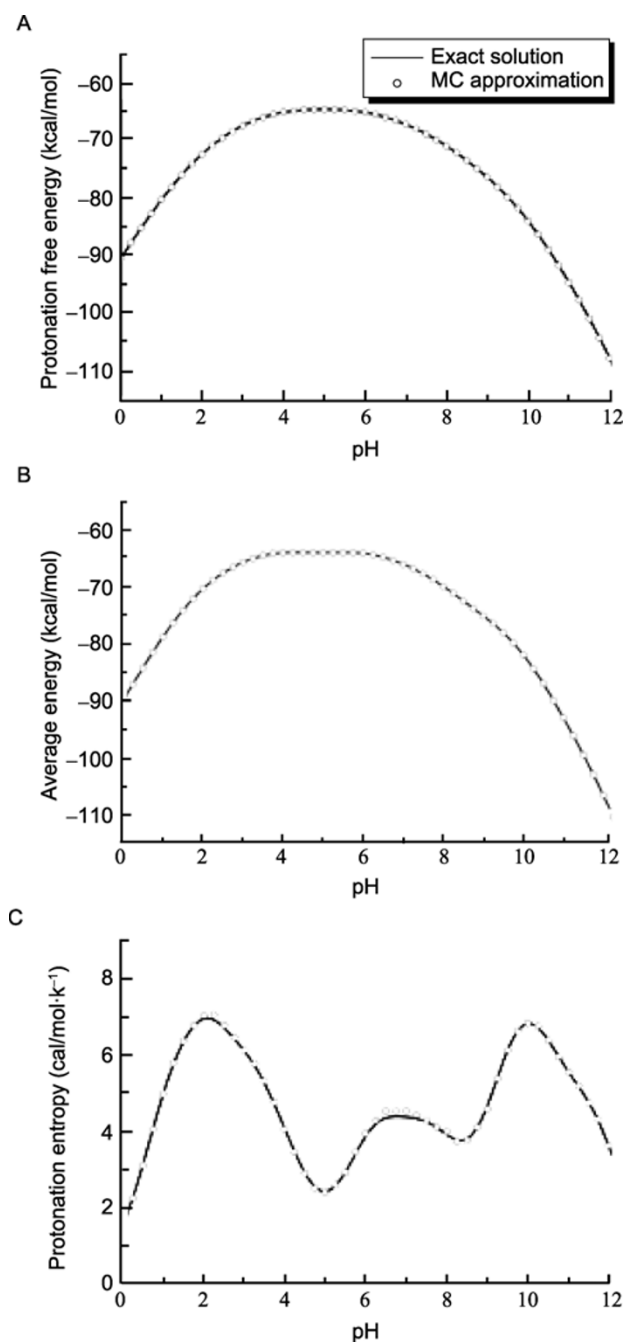 A
Exact solution
MC approximation
Protonation free energy (kcal/mol)
−60
−70
−80
−90
−100
−110
0 2 4 6 8 10 12
pH
B
Average energy (kcal/mol)
−60
−70
−80
−90
−100
−110
0 2 4 6 8 10 12
pH
C
Protonation entropy (cal/mol·k⁻¹)
8
6
4
2
0
0 2 4 6 8 10 12
pH